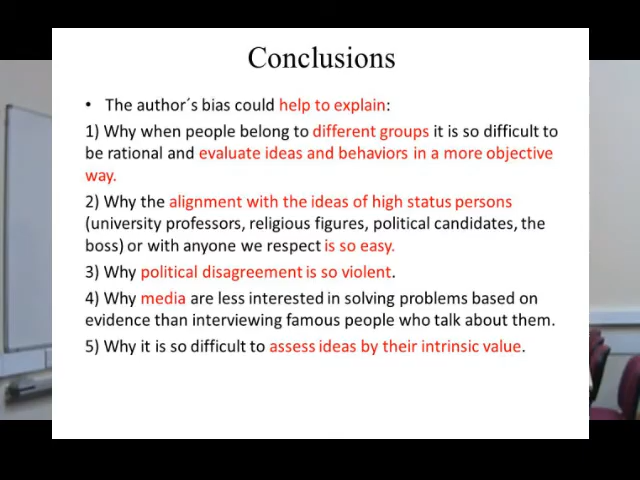 Conclusions
• The author´s bias could help to explain:
1) Why when people belong to different groups it is so difficult to
be rational and evaluate ideas and behaviors in a more objective
way.
2) Why the alignment with the ideas of high status persons
(university professors, religious figures, political candidates, the
boss) or with anyone we respect is so easy.
3) Why political disagreement is so violent.
4) Why media are less interested in solving problems based on
evidence than interviewing famous people who talk about them.
5) Why it is so difficult to assess ideas by their intrinsic value.